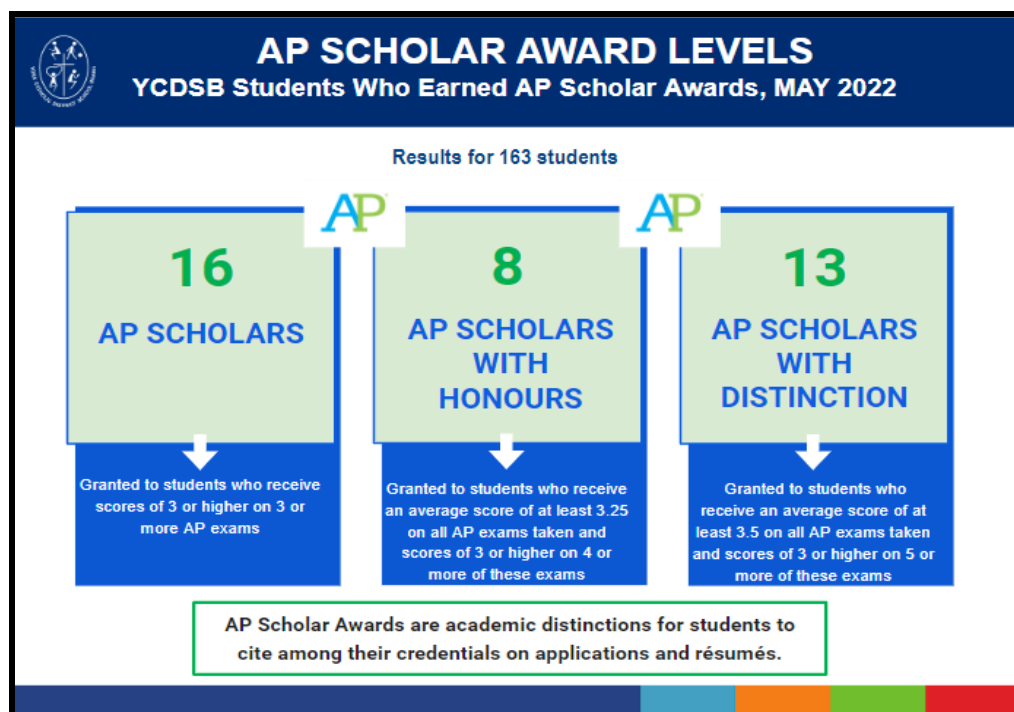 AP SCHOLAR AWARD LEVELS
YCDSB Students Who Earned AP Scholar Awards, MAY 2022
Results for 163 students
AP
AP
16
AP SCHOLARS
Granted to students who receive
scores of 3 or higher on 3 or
more AP exams
8
AP SCHOLARS
WITH
HONOURS
Granted to students who receive
an average score of at least 3.25
on all AP exams taken and
scores of 3 or higher on 4 or
more of these exams
13
AP SCHOLARS
WITH
DISTINCTION
Granted to students who
receive an average score of at
least 3.5 on all AP exams taken
and scores of 3 or higher on 5 or
more of these exams
AP Scholar Awards are academic distinctions for students to
cite among their credentials on applications and résumés.